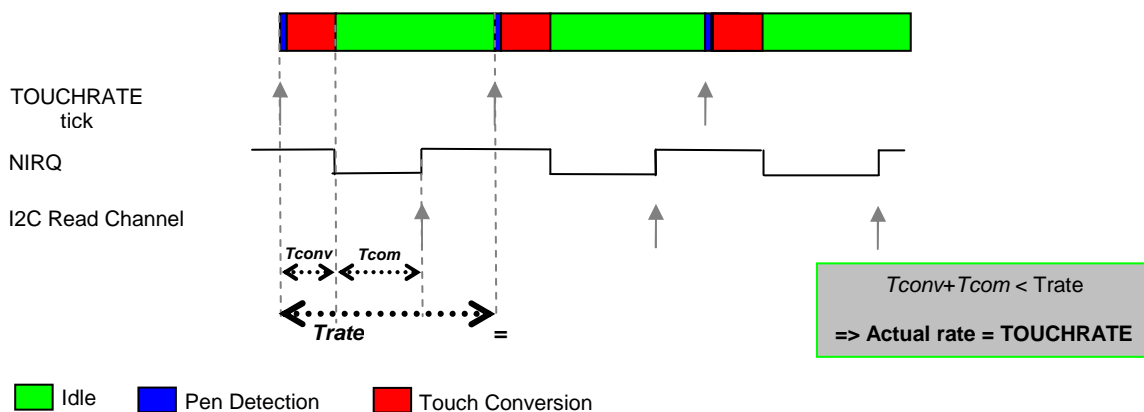 TOUCHRATE
tick
NIRQ
I2C Read Channel
Tconv Tcom
Trate =
Tconv+Tcom < Trate
=> Actual rate = TOUCHRATE
Idle Pen Detection Touch Conversion